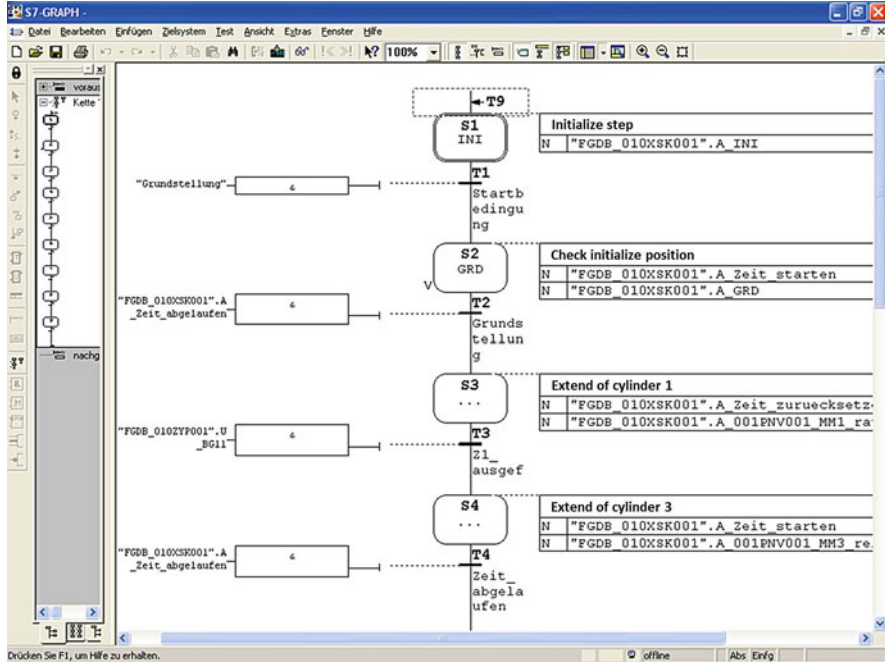 S7-GRAPH -
Datei Bearbeiten Einfügen Zielsystem Test Ansicht Extras Fenster Hilfe
100%
voraus
Kette
nachg
T9
S1
INI
Initialize step
N "FGDB_010XSK001".A_INI
"Grundstellung"
&
T1
Startb
edingu
ng
S2
GRD
V
Check initialize position
N "FGDB_010XSK001".A_Zeit_starten
N "FGDB_010XSK001".A_GRD
"FGDB_010XSK001".A
_Zeit_abgelaufen
&
T2
Grunds
tellun
g
S3
...
Extend of cylinder 1
N "FGDB_010XSK001".A_Zeit_zuruecksetz
N "FGDB_010XSK001".A_001PNV001_MM1_ra
"FGDB_010ZYP001".U
_BG11
&
T3
Z1_
ausgef
S4
...
Extend of cylinder 3
N "FGDB_010XSK001".A_Zeit_starten
N "FGDB_010XSK001".A_001PNV001_MM3_re
"FGDB_010XSK001".A
_Zeit_abgelaufen
&
T4
Zeit_
abgela
ufen
Drücken Sie F1, um Hilfe zu erhalten.
offline
Abs Einfg